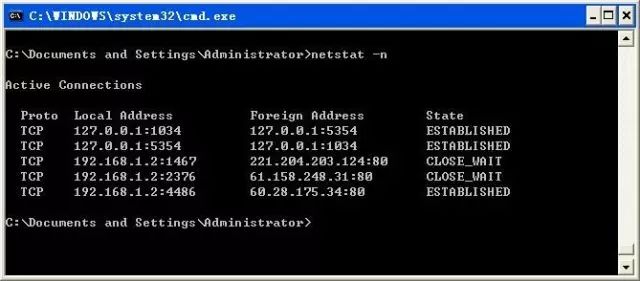 C:\WINDOWS\system32\cmd.exe
C:\Documents and Settings\Administrator>netstat -n
Active Connections
Proto  Local Address          Foreign Address        State
TCP    127.0.0.1:1034         127.0.0.1:5354         ESTABLISHED
TCP    127.0.0.1:5354         127.0.0.1:1034         ESTABLISHED
TCP    192.168.1.2:1467       221.204.203.124:80     CLOSE_WAIT
TCP    192.168.1.2:2376       61.158.248.31:80       CLOSE_WAIT
TCP    192.168.1.2:4486       60.28.175.34:80        ESTABLISHED
C:\Documents and Settings\Administrator>